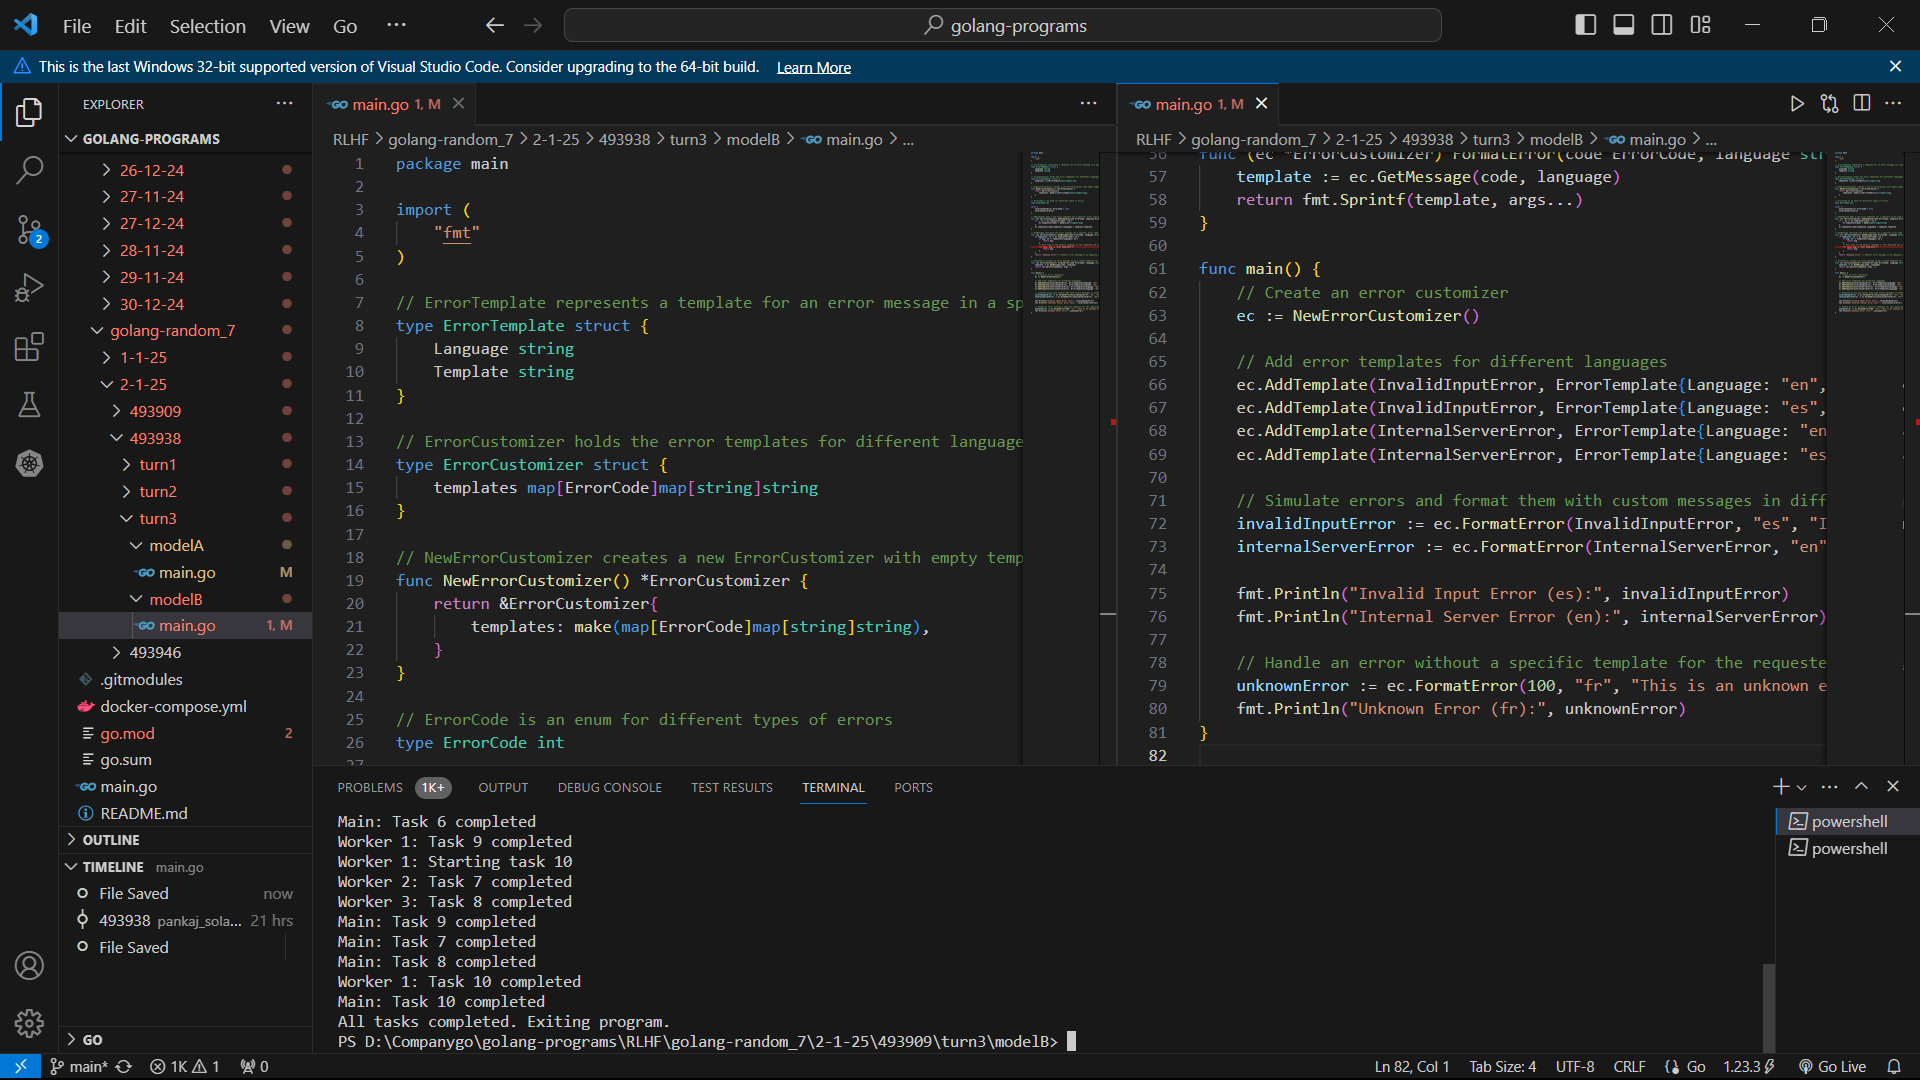 File Edit Selection View Go ···
golang-programs
This is the last Windows 32-bit supported version of Visual Studio Code. Consider upgrading to the 64-bit build. Learn More
EXPLORER
GOLANG-PROGRAMS
26-12-24
27-11-24
27-12-24
28-11-24
29-11-24
30-12-24
golang-random_7
1-1-25
2-1-25
493909
493938
turn1
turn2
turn3
modelA
main.go M
modelB
main.go 1, M
493946
.gitmodules
docker-compose.yml
go.mod 2
go.sum
main.go
README.md
OUTLINE
TIMELINE main.go
File Saved now
493938 pankaj_sola... 21 hrs
File Saved
GO
2
main.go 1, M
RLHF > golang-random_7 > 2-1-25 > 493938 > turn3 > modelB > main.go > ...
1 package main
2
3 import (
4 "fmt"
5 )
6
7 // ErrorTemplate represents a template for an error message in a sp
8 type ErrorTemplate struct {
9 Language string
10 Template string
11 }
12
13 // ErrorCustomizer holds the error templates for different language
14 type ErrorCustomizer struct {
15 templates map[ErrorCode]map[string]string
16 }
17
18 // NewErrorCustomizer creates a new ErrorCustomizer with empty temp
19 func NewErrorCustomizer() *ErrorCustomizer {
20 return &ErrorCustomizer{
21 templates: make(map[ErrorCode]map[string]string),
22 }
23 }
24
25 // ErrorCode is an enum for different types of errors
26 type ErrorCode int
27
main.go 1, M
RLHF > golang-random_7 > 2-1-25 > 493938 > turn3 > modelB > main.go > ...
56 func (ec *ErrorCustomizer) FormatError(code ErrorCode, language str
57 template := ec.GetMessage(code, language)
58 return fmt.Sprintf(template, args...)
59 }
60
61 func main() {
62 // Create an error customizer
63 ec := NewErrorCustomizer()
64
65 // Add error templates for different languages
66 ec.AddTemplate(InvalidInputError, ErrorTemplate{Language: "en",
67 ec.AddTemplate(InvalidInputError, ErrorTemplate{Language: "es",
68 ec.AddTemplate(InternalServerError, ErrorTemplate{Language: "en
69 ec.AddTemplate(InternalServerError, ErrorTemplate{Language: "es
70
71 // Simulate errors and format them with custom messages in diff
72 invalidInputError := ec.FormatError(InvalidInputError, "es", "I
73 internalServerError := ec.FormatError(InternalServerError, "en"
74
75 fmt.Println("Invalid Input Error (es):", invalidInputError)
76 fmt.Println("Internal Server Error (en):", internalServerError)
77
78 // Handle an error without a specific template for the requeste
79 unknownError := ec.FormatError(100, "fr", "This is an unknown e
80 fmt.Println("Unknown Error (fr):", unknownError)
81 }
82
PROBLEMS 1K+ OUTPUT DEBUG CONSOLE TEST RESULTS TERMINAL PORTS
Main: Task 6 completed
Worker 1: Task 9 completed
Worker 1: Starting task 10
Worker 2: Task 7 completed
Worker 3: Task 8 completed
Main: Task 9 completed
Main: Task 7 completed
Main: Task 8 completed
Worker 1: Task 10 completed
Main: Task 10 completed
All tasks completed. Exiting program.
PS D:\Companygo\golang-programs\RLHF\golang-random_7\2-1-25\493909\turn3\modelB>
powershell
powershell
main* 1K 1 0 Ln 82, Col 1 Tab Size: 4 UTF-8 CRLF Go 1.23.3 Go Live